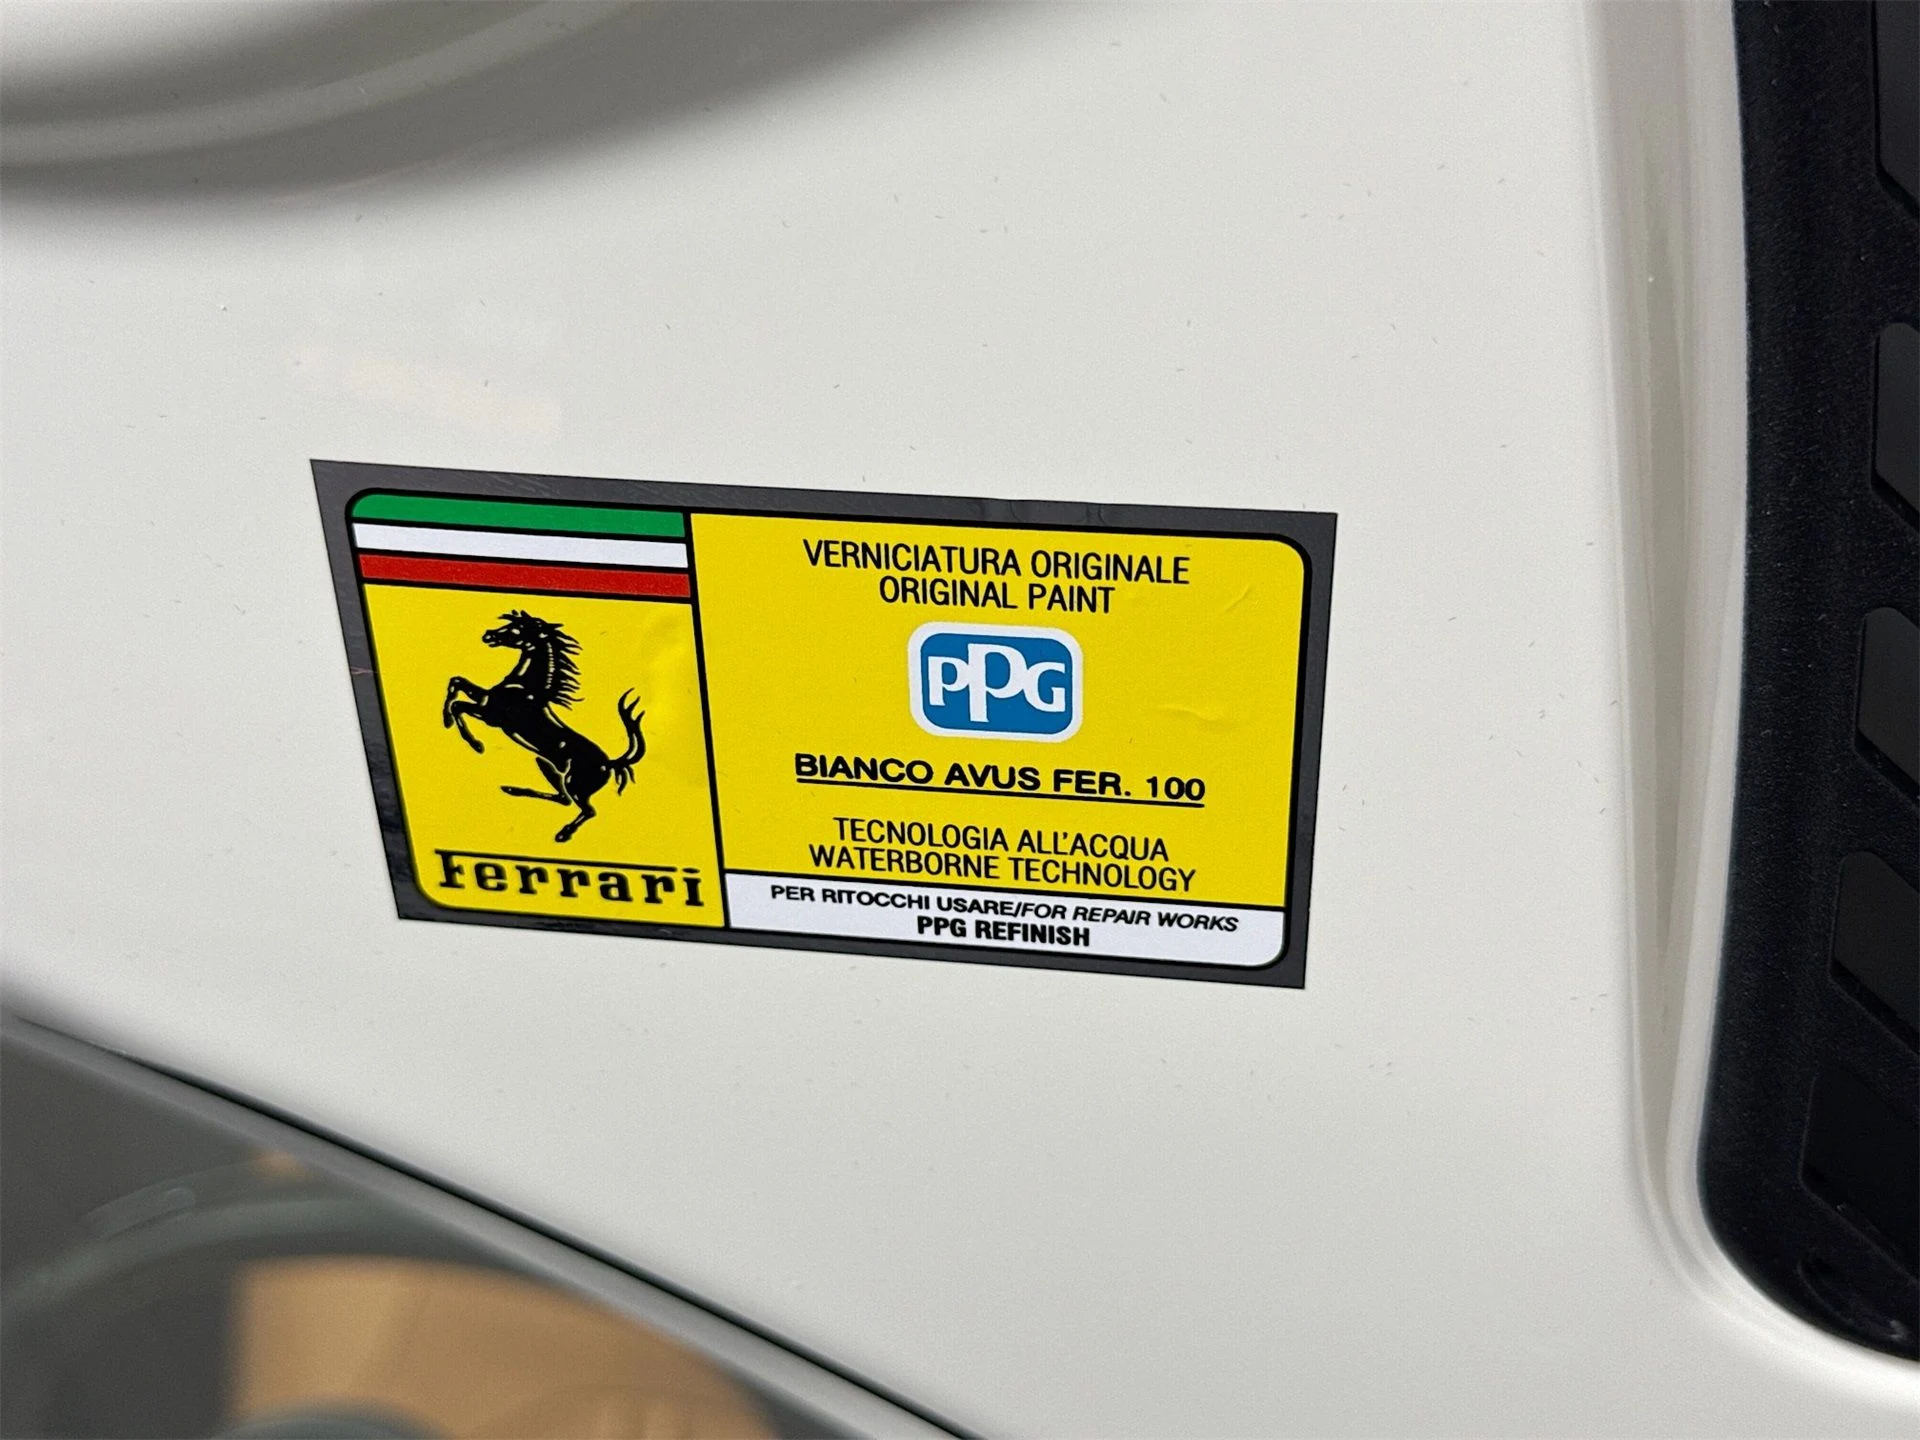 VERNICIATURA ORIGINALE
ORIGINAL PAINT
PPG
BIANCO AVUS FER. 100
TECNOLOGIA ALL'ACQUA
WATERBORNE TECHNOLOGY
Ferrari
PER RITOCCHI USARE/FOR REPAIR WORKS
PPG REFINISH